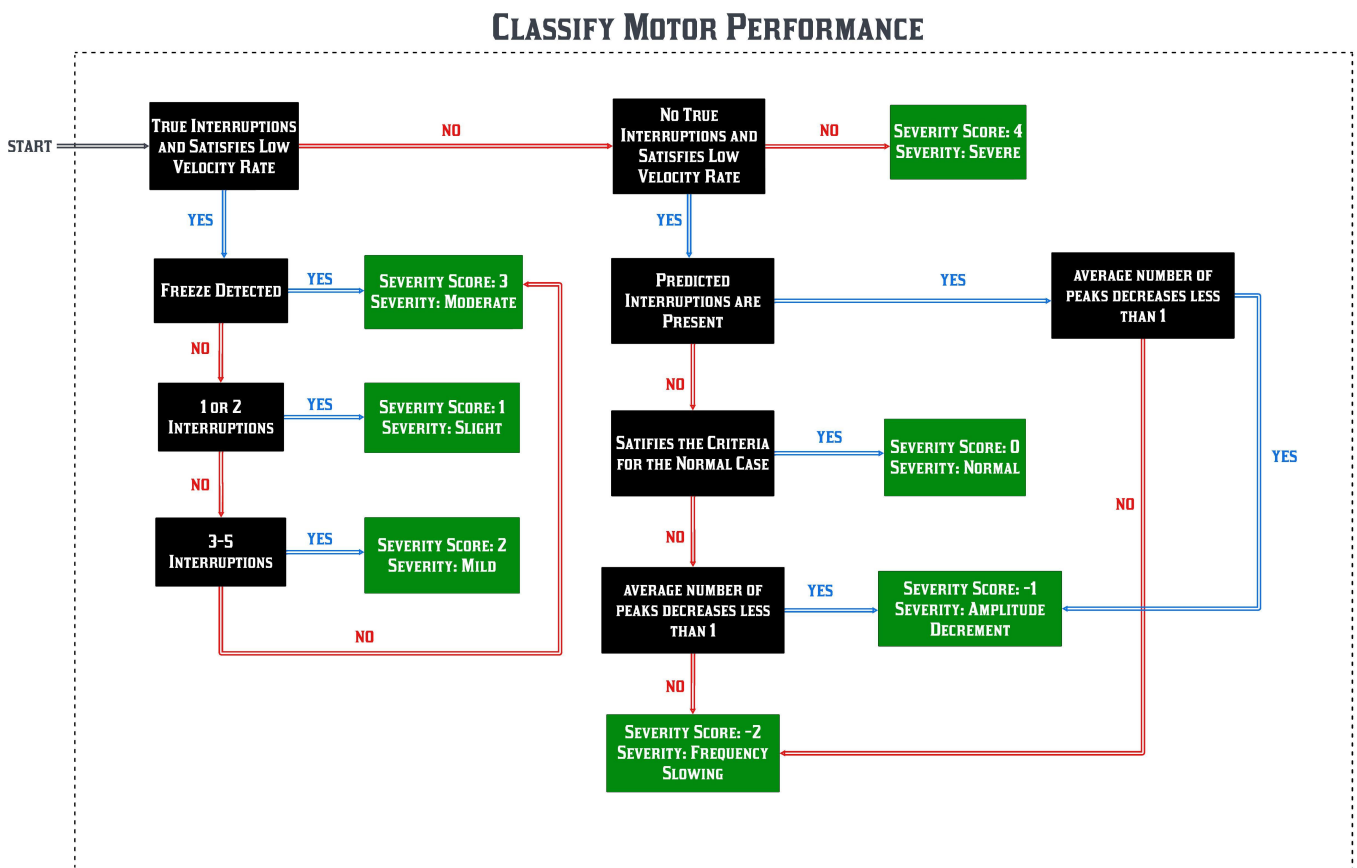 Classify Motor Performance
START
True Interruptions
and Satisfies Low
Velocity Rate
NO
No True
Interruptions and
Satisfies Low
Velocity Rate
NO
Severity Score: 4
Severity: Severe
YES
YES
Freeze Detected
YES
Severity Score: 3
Severity: Moderate
Predicted
Interruptions are
Present
YES
average number of
peaks decreases less
than 1
NO
NO
1 or 2
Interruptions
YES
Severity Score: 1
Severity: Slight
Satifies the Criteria
for the Normal Case
YES
Severity Score: 0
Severity: Normal
YES
NO
NO
NO
3-5
Interruptions
YES
Severity Score: 2
Severity: Mild
average number of
peaks decreases less
than 1
YES
Severity Score: -1
Severity: Amplitude
Decrement
NO
NO
Severity Score: -2
Severity: Frequency
Slowing